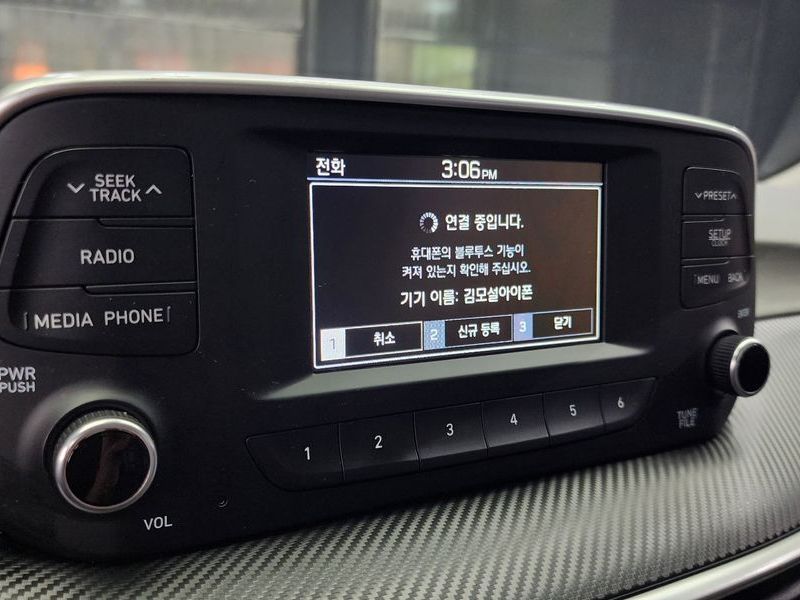 전화 3:06PM
연결 중입니다.
휴대폰의 블루투스 기능이
켜져 있는지 확인해 주십시오.
기기 이름: 김모설아이폰
1 취소 2 신규 등록 3 닫기
SEEK
TRACK
RADIO
MEDIA PHONE
PWR
PUSH
VOL
1 2 3 4 5 6
PRESET
SETUP
CLOCK
MENU BACK
ENTER
TUNE
FILE